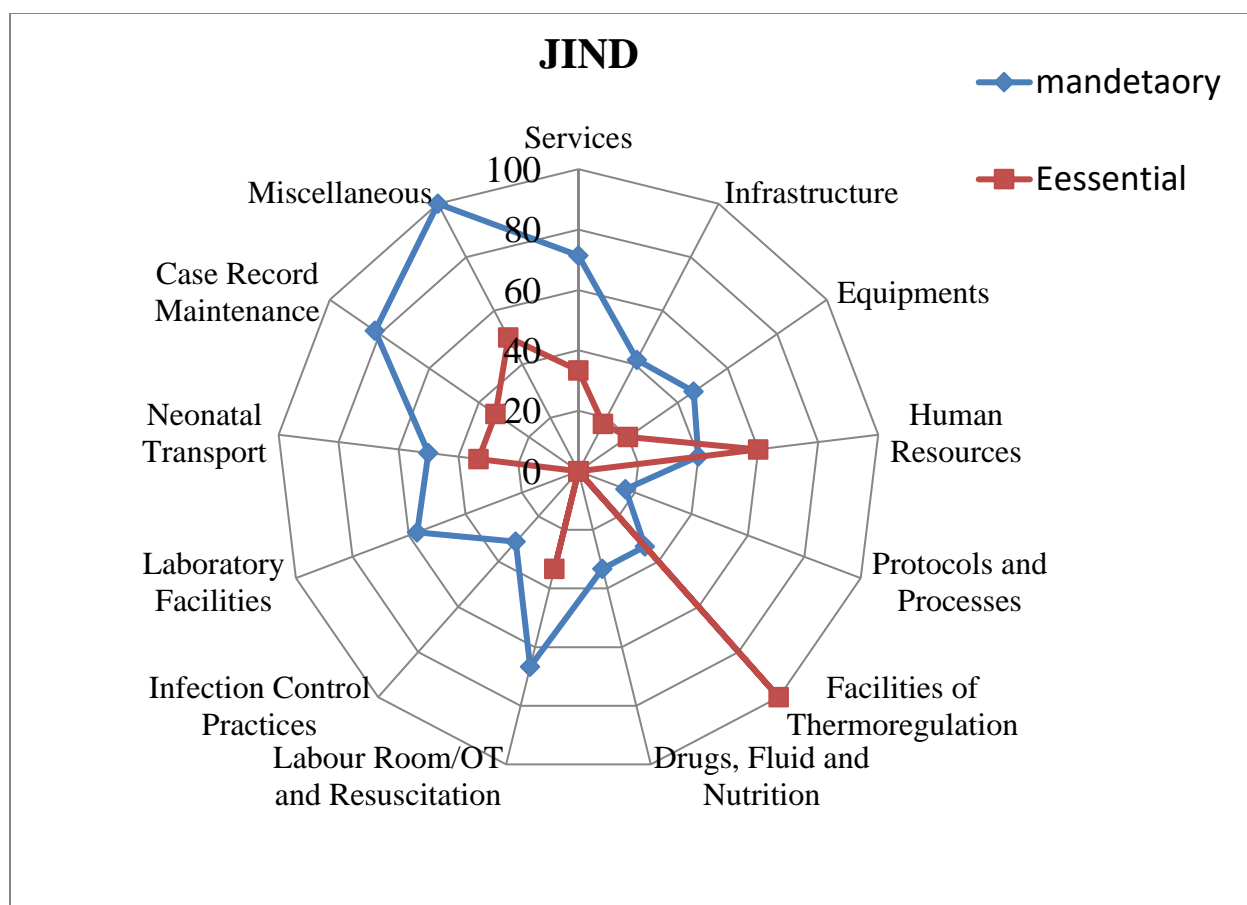 JIND
mandetaory
Eessential
Services
Infrastructure
Equipments
Human
Resources
Protocols and
Processes
Facilities of
Thermoregulation
Drugs, Fluid and
Nutrition
Labour Room/OT
and Resuscitation
Infection Control
Practices
Laboratory
Facilities
Neonatal
Transport
Case Record
Maintenance
Miscellaneous
100
80
60
40
20
0